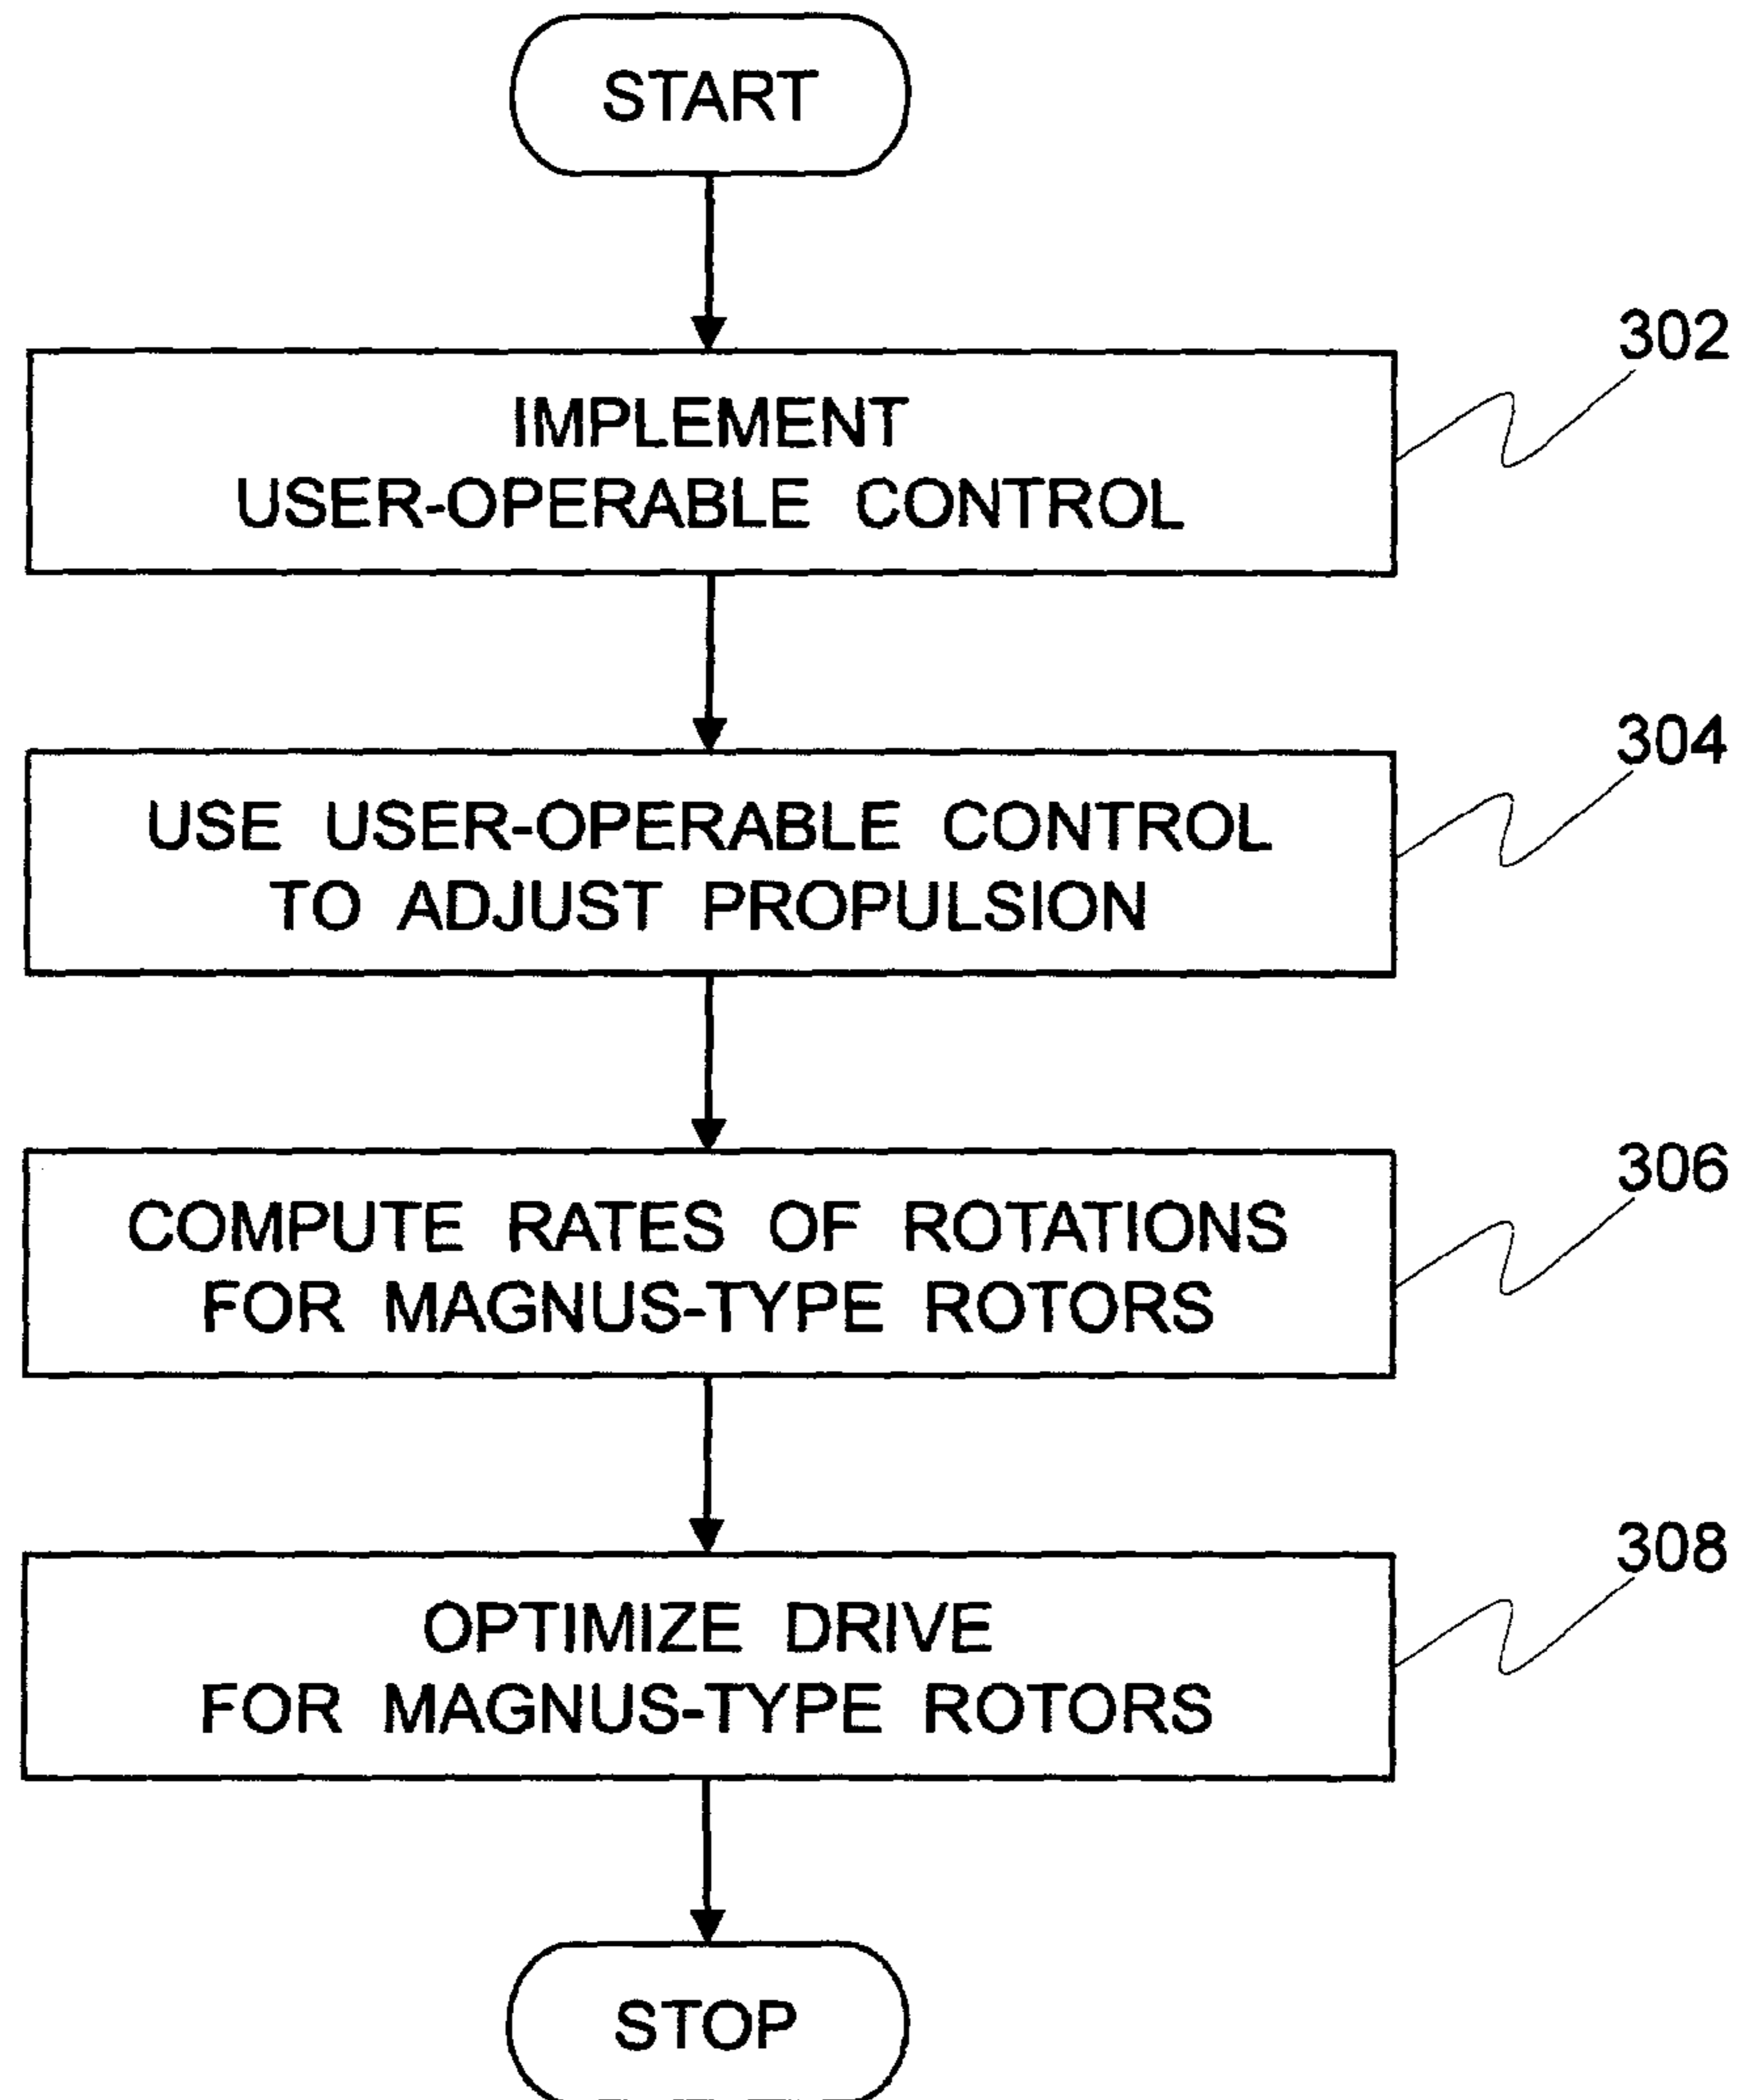 START
302
IMPLEMENT
USER-OPERABLE CONTROL
304
USE USER-OPERABLE CONTROL
TO ADJUST PROPULSION
306
COMPUTE RATES OF ROTATIONS
FOR MAGNUS-TYPE ROTORS
308
OPTIMIZE DRIVE
FOR MAGNUS-TYPE ROTORS
STOP